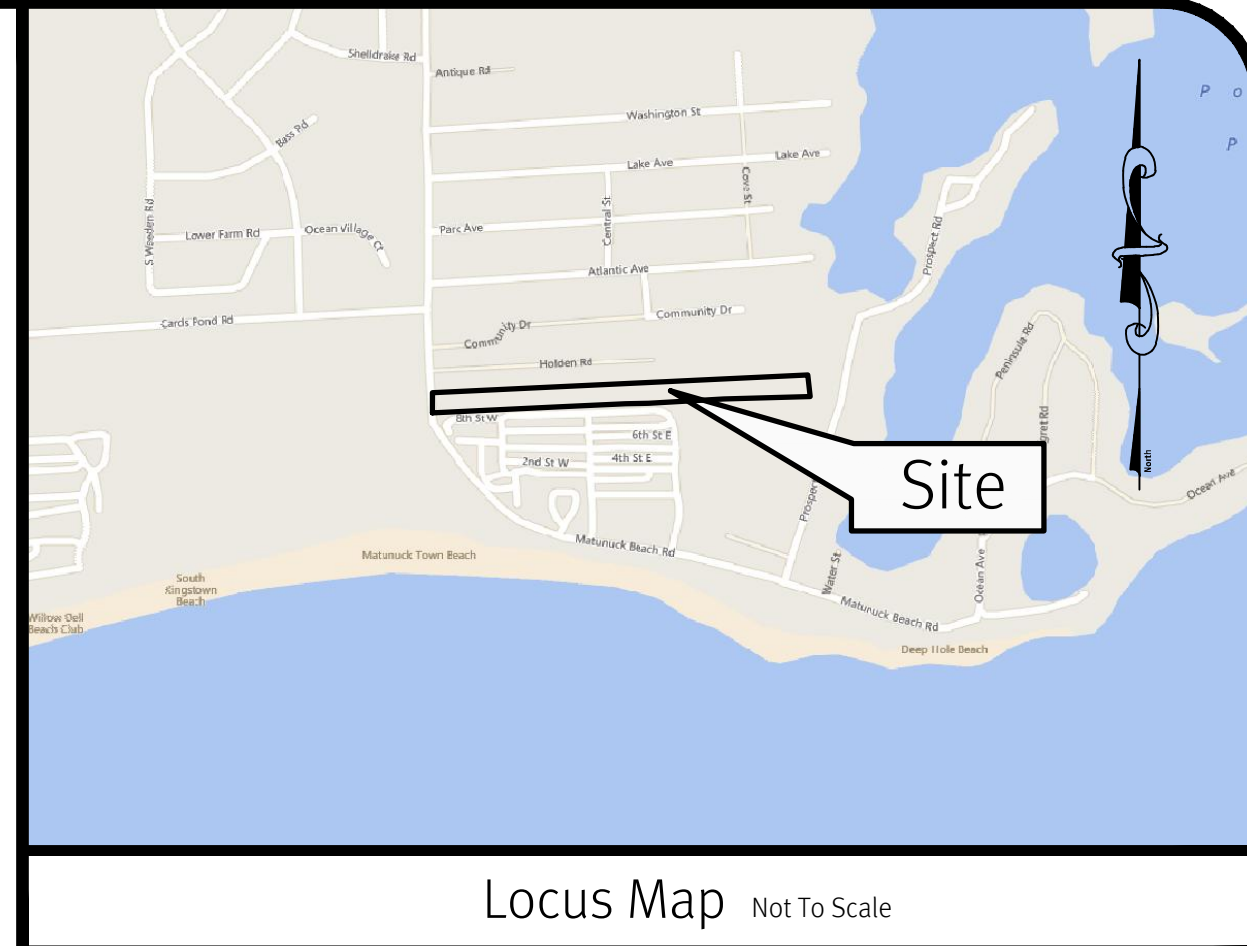 Shelldrake Rd
Antique Rd
P o
Washington St
Bass Rd
P
Lake Ave
Lake Ave
Cove St
S Weeden Rd
Lower Farm Rd
Ocean Village Ct
Parc Ave
Central St
Prospect Rd
Atlantic Ave
Cards Pond Rd
Community Dr
Community Dr
Peninsula Rd
Holden Rd
8th St W
6th St E
2nd St W
4th St E
Site
North
Ocean Ave
Matunuck Beach Rd
Matunuck Town Beach
South
Kingstown
Beach
Water St
Ocean Ave
Willow Dell
Beach Club
Matunuck Beach Rd
Deep Hole Beach
Locus Map Not To Scale